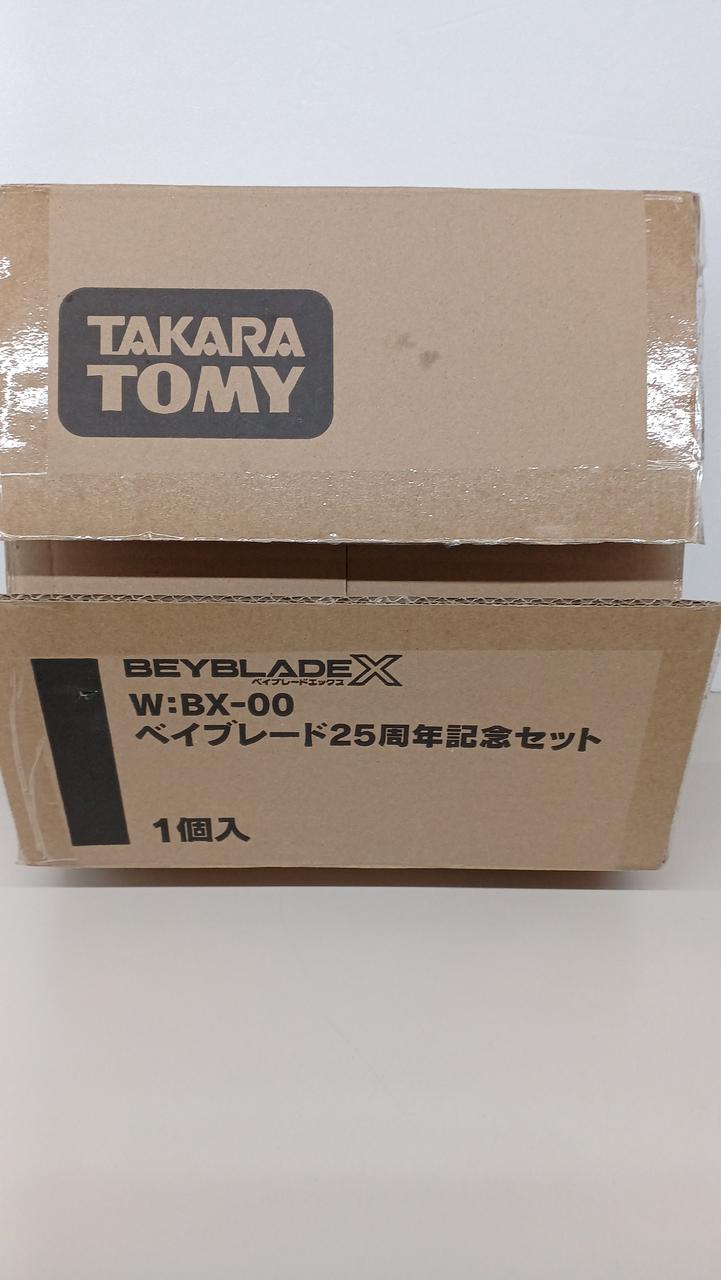 TAKARA
TOMY
BEYBLADE X
ベイブレードエックス
W:BX-00
ベイブレード25周年記念セット
1個入